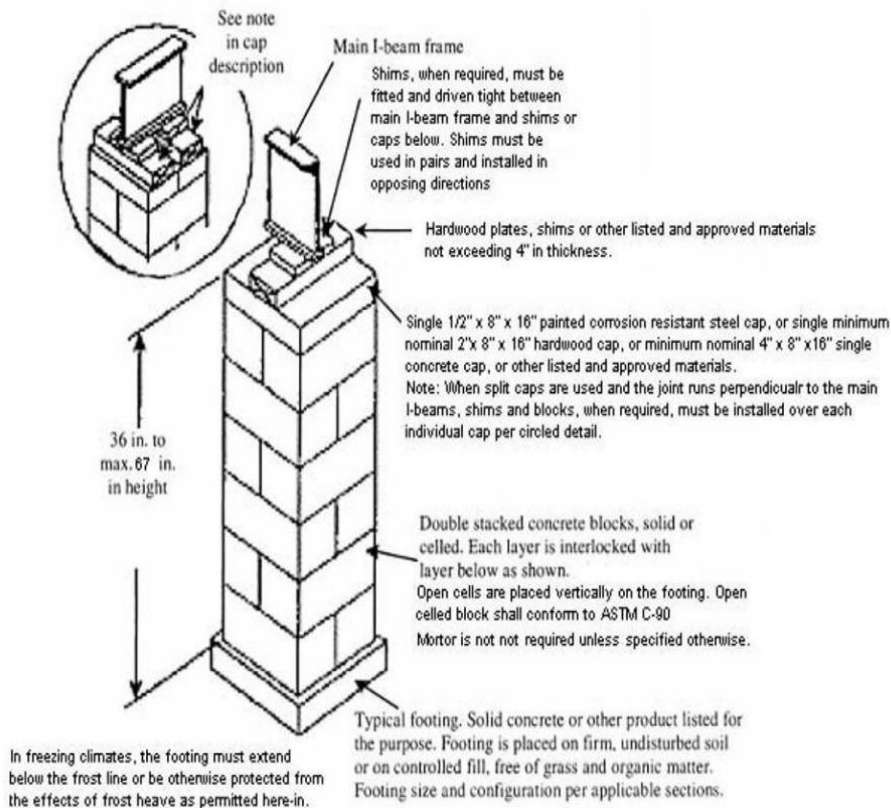 See note
in cap
description
Main I-beam frame
Shims, when required, must be
fitted and driven tight between
main I-beam frame and shims or
caps below. Shims must be
used in pairs and installed in
opposing directions
Hardwood plates, shims or other listed and approved materials
not exceeding 4" in thickness.
Single 1/2" x 8" x 16" painted corrosion resistant steel cap, or single minimum
nominal 2"x 8" x 16" hardwood cap, or minimum nominal 4" x 8" x16" single
concrete cap, or other listed and approved materials.
Note: When split caps are used and the joint runs perpendicualr to the main
I-beams, shims and blocks, when required, must be installed over each
individual cap per circled detail.
36 in. to
max. 67 in.
in height
Double stacked concrete blocks, solid or
celled. Each layer is interlocked with
layer below as shown.
Open cells are placed vertically on the footing. Open
celled block shall conform to ASTM C-90
Mortor is not not required unless specified otherwise.
Typical footing. Solid concrete or other product listed for
the purpose. Footing is placed on firm, undisturbed soil
or on controlled fill, free of grass and organic matter.
Footing size and configuration per applicable sections.
In freezing climates, the footing must extend
below the frost line or be otherwise protected from
the effects of frost heave as permitted here-in.